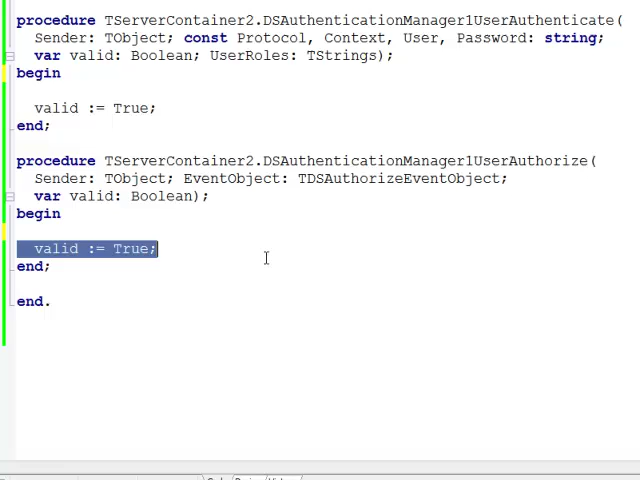 procedure TServerContainer2.DSAuthenticationManager1UserAuthenticate(
Sender: TObject; const Protocol, Context, User, Password: string;
var valid: Boolean; UserRoles: TStrings);
begin
valid := True;
end;
procedure TServerContainer2.DSAuthenticationManager1UserAuthorize(
Sender: TObject; EventObject: TDSAuthorizeEventObject;
var valid: Boolean);
begin
valid := True;
end;
end.